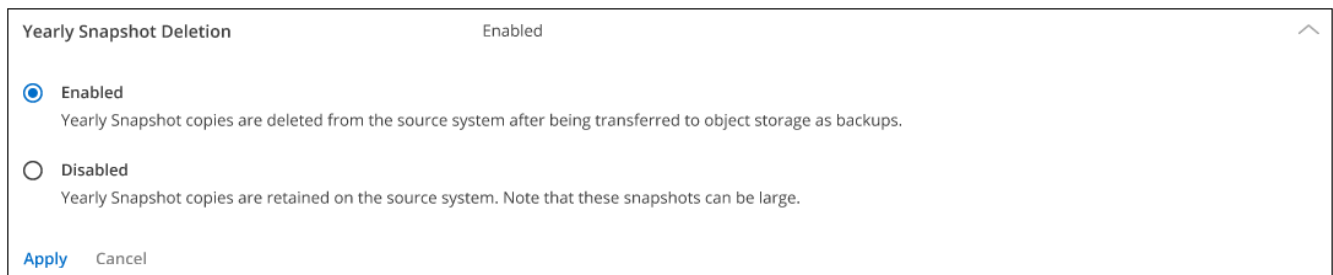 Yearly Snapshot Deletion Enabled
Enabled
Yearly Snapshot copies are deleted from the source system after being transferred to object storage as backups.
Disabled
Yearly Snapshot copies are retained on the source system. Note that these snapshots can be large.
Apply Cancel